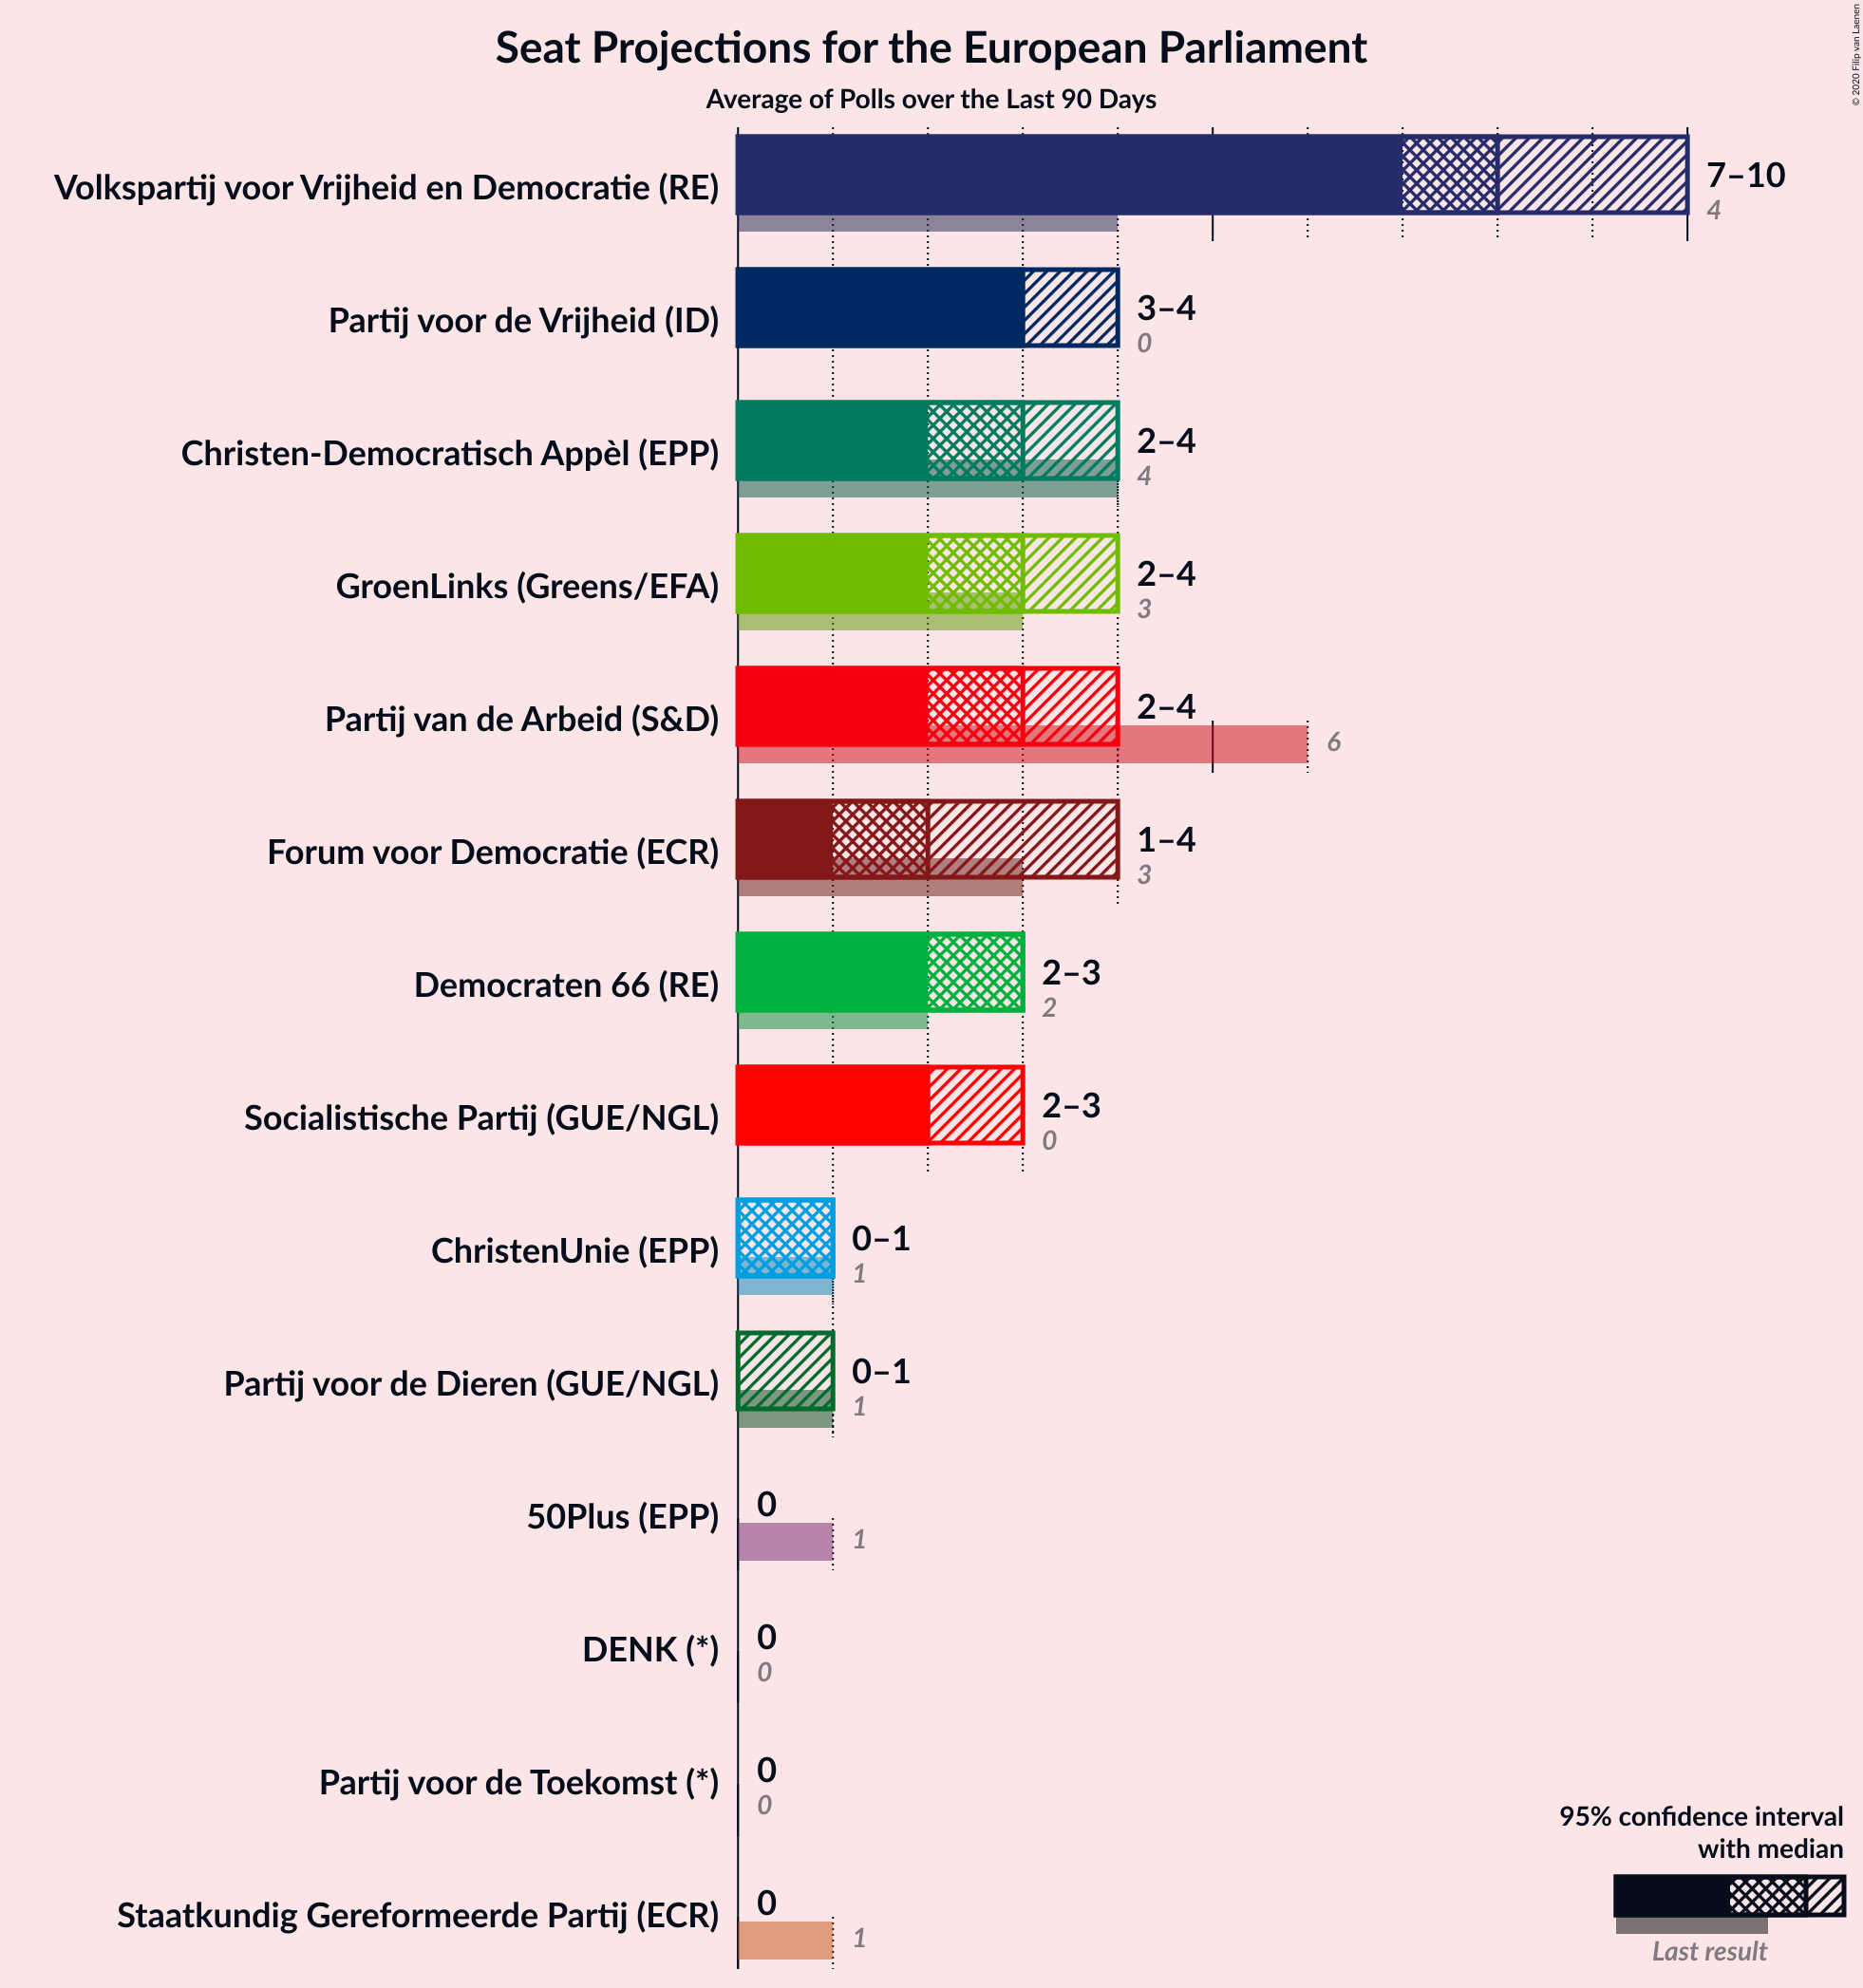 Seat Projections for the European Parliament
Average of Polls over the Last 90 Days
© 2020 Filip van Laenen
Volkspartij voor Vrijheid en Democratie (RE)
7–10
4
Partij voor de Vrijheid (ID)
3–4
0
Christen-Democratisch Appèl (EPP)
2–4
4
GroenLinks (Greens/EFA)
2–4
3
Partij van de Arbeid (S&D)
2–4
6
Forum voor Democratie (ECR)
1–4
3
Democraten 66 (RE)
2–3
2
Socialistische Partij (GUE/NGL)
2–3
0
ChristenUnie (EPP)
0–1
1
Partij voor de Dieren (GUE/NGL)
0–1
1
50Plus (EPP)
0
1
DENK (*)
0
0
Partij voor de Toekomst (*)
0
0
Staatkundig Gereformeerde Partij (ECR)
0
1
95% confidence interval
with median
Last result